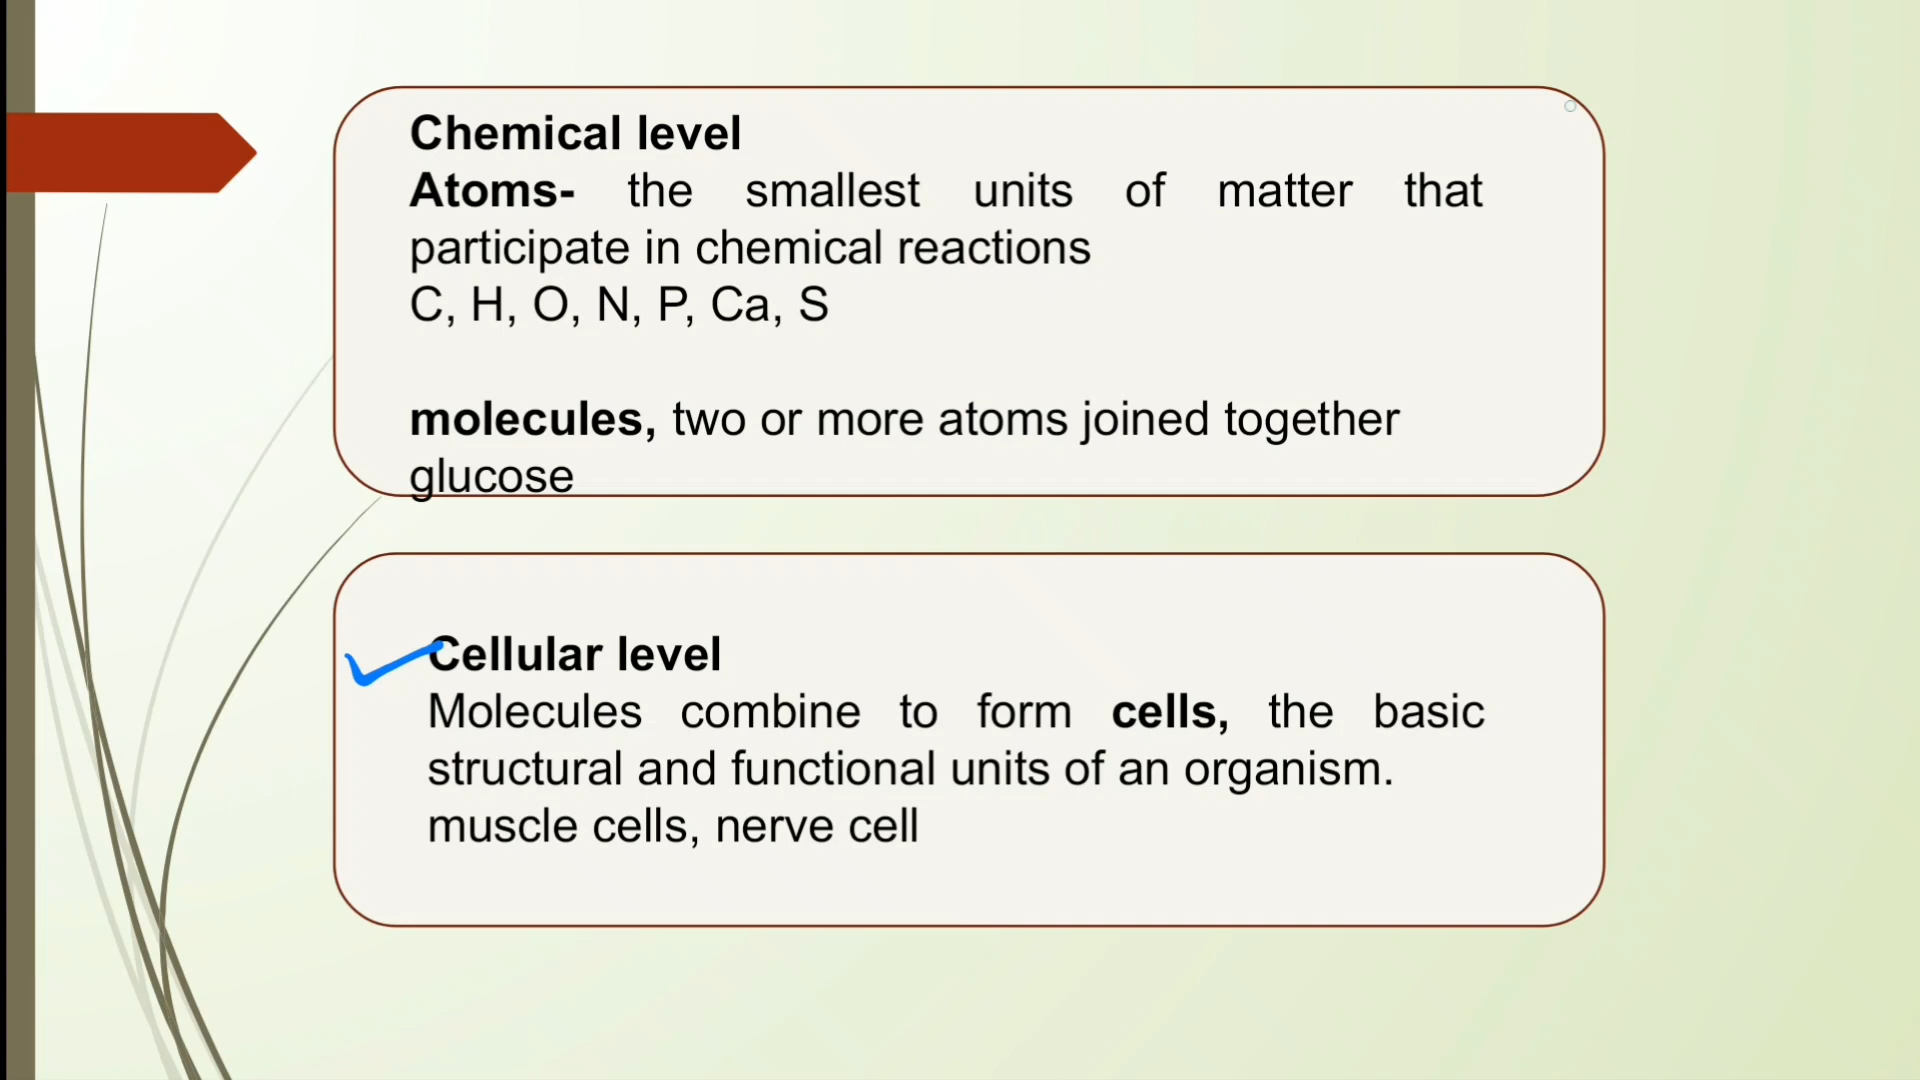 Chemical level
Atoms- the smallest units of matter that
participate in chemical reactions
C, H, O, N, P, Ca, S
molecules, two or more atoms joined together
glucose
Cellular level
Molecules combine to form cells, the basic
structural and functional units of an organism.
muscle cells, nerve cell